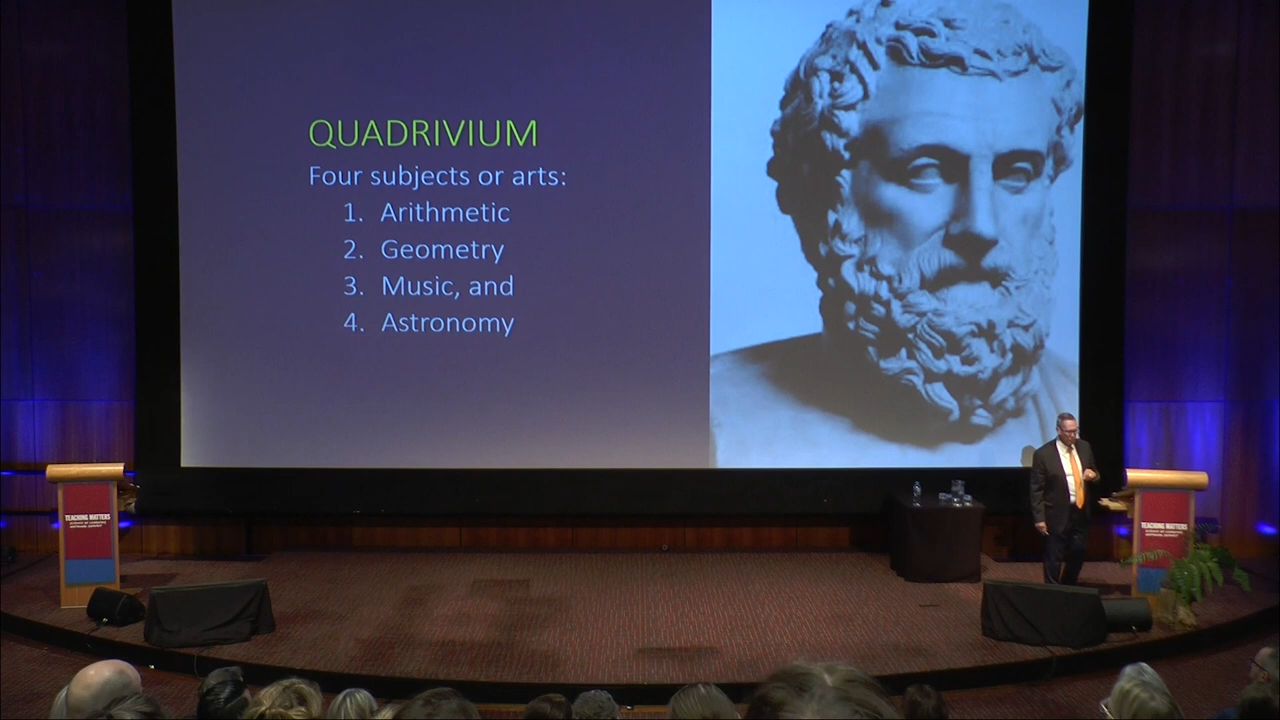 QUADRIVIUM
Four subjects or arts:
1. Arithmetic
2. Geometry
3. Music, and
4. Astronomy
TEACHING MATTERS
TEACHING MATTERS